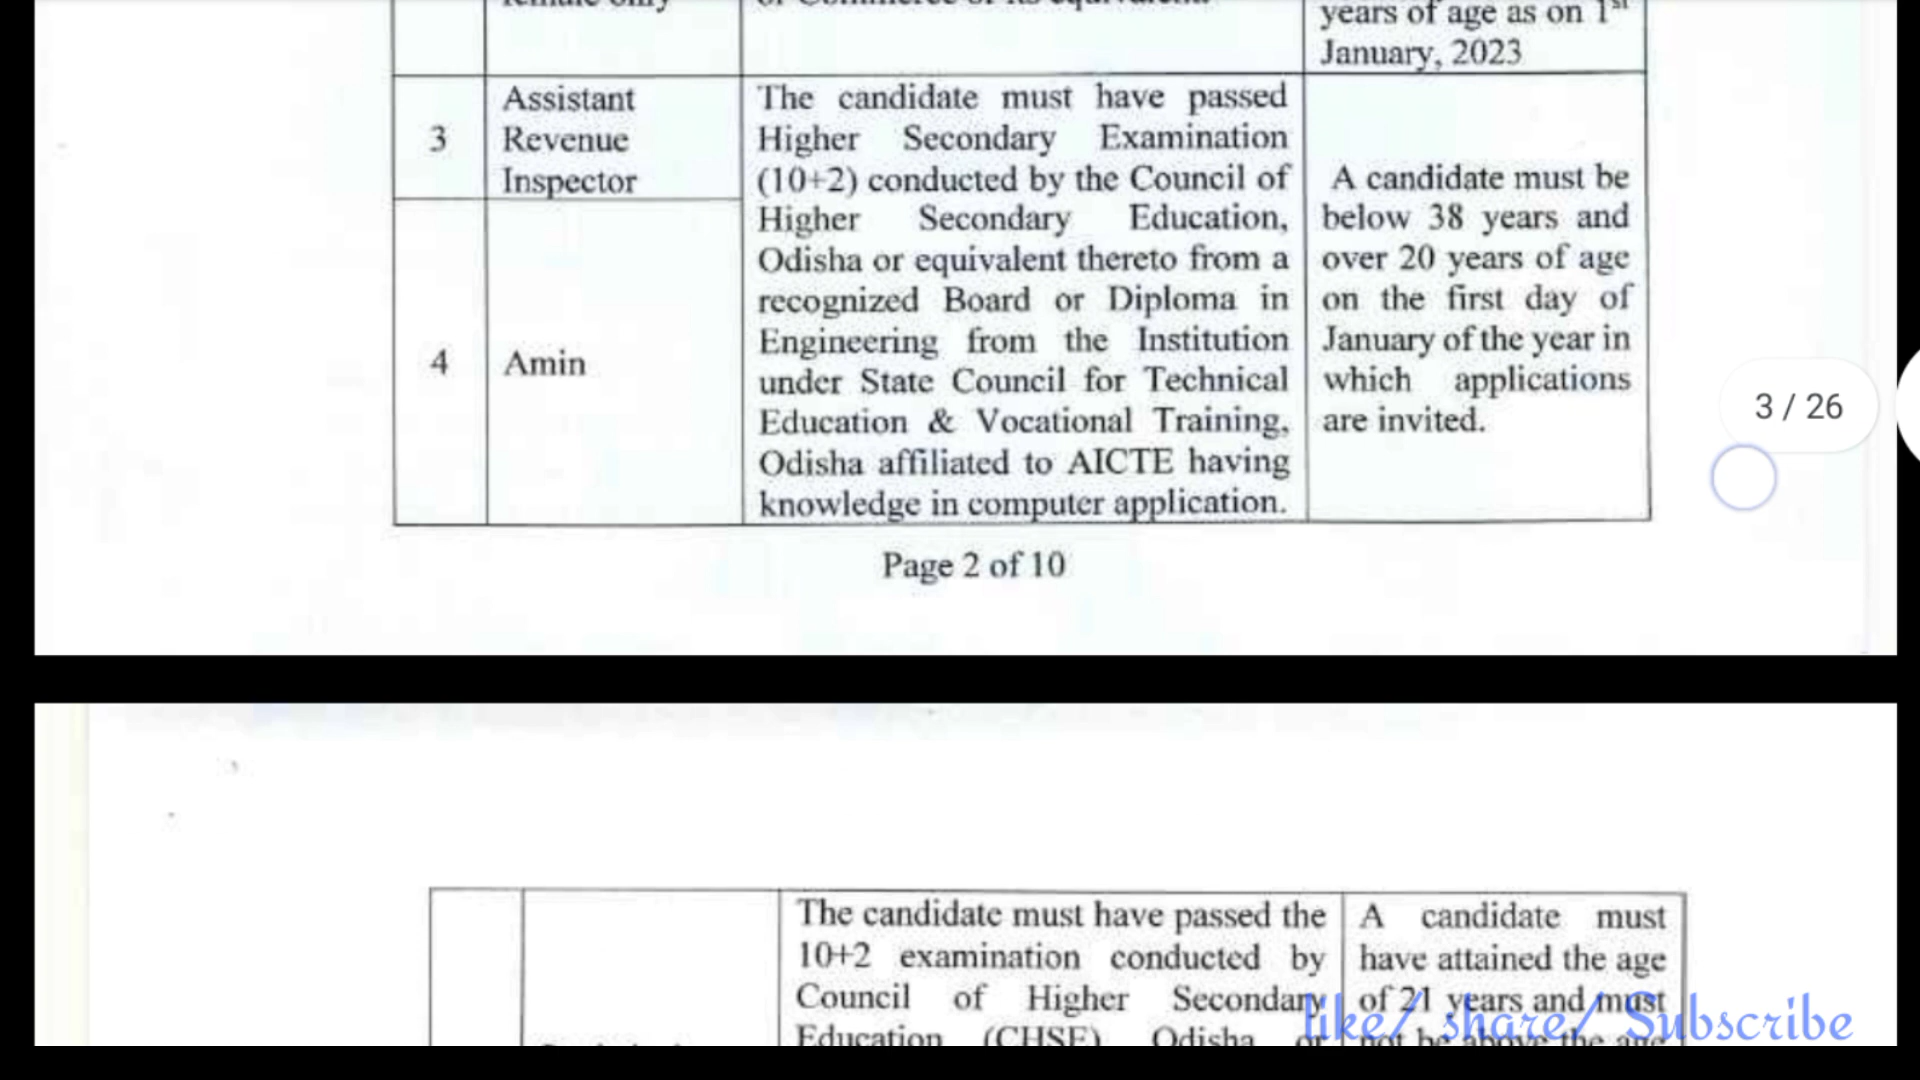 years of age as on 1st
January, 2023
3
Assistant
Revenue
Inspector
4
Amin
The candidate must have passed
Higher Secondary Examination
(10+2) conducted by the Council of
Higher Secondary Education,
Odisha or equivalent thereto from a
recognized Board or Diploma in
Engineering from the Institution
under State Council for Technical
Education & Vocational Training,
Odisha affiliated to AICTE having
knowledge in computer application.
A candidate must be
below 38 years and
over 20 years of age
on the first day of
January of the year in
which applications
are invited.
3 / 26
Page 2 of 10
The candidate must have passed the
10+2 examination conducted by
Council of Higher Secondary
Education (CHSE) Odisha or
A candidate must
have attained the age
of 21 years and must
not be above the age
like/ share/ Subscribe